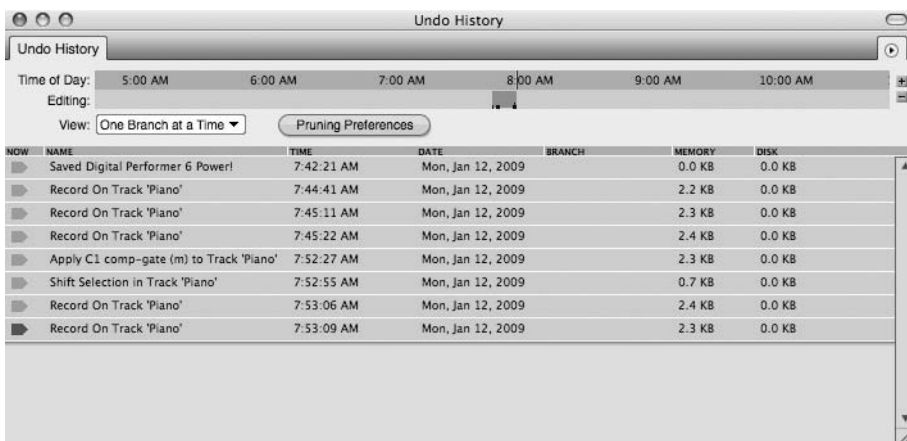 Undo History
Undo History
Time of Day: 5:00 AM 6:00 AM 7:00 AM 8:00 AM 9:00 AM 10:00 AM
Editing:
View: One Branch at a Time Pruning Preferences
NOW NAME TIME DATE BRANCH MEMORY DISK
Saved Digital Performer 6 Power! 7:42:21 AM Mon, Jan 12, 2009 0.0 KB 0.0 KB
Record On Track 'Piano' 7:44:41 AM Mon, Jan 12, 2009 2.2 KB 0.0 KB
Record On Track 'Piano' 7:45:11 AM Mon, Jan 12, 2009 2.3 KB 0.0 KB
Record On Track 'Piano' 7:45:22 AM Mon, Jan 12, 2009 2.4 KB 0.0 KB
Apply C1 comp-gate (m) to Track 'Piano' 7:52:27 AM Mon, Jan 12, 2009 2.3 KB 0.0 KB
Shift Selection in Track 'Piano' 7:52:55 AM Mon, Jan 12, 2009 0.7 KB 0.0 KB
Record On Track 'Piano' 7:53:06 AM Mon, Jan 12, 2009 2.4 KB 0.0 KB
Record On Track 'Piano' 7:53:09 AM Mon, Jan 12, 2009 2.3 KB 0.0 KB